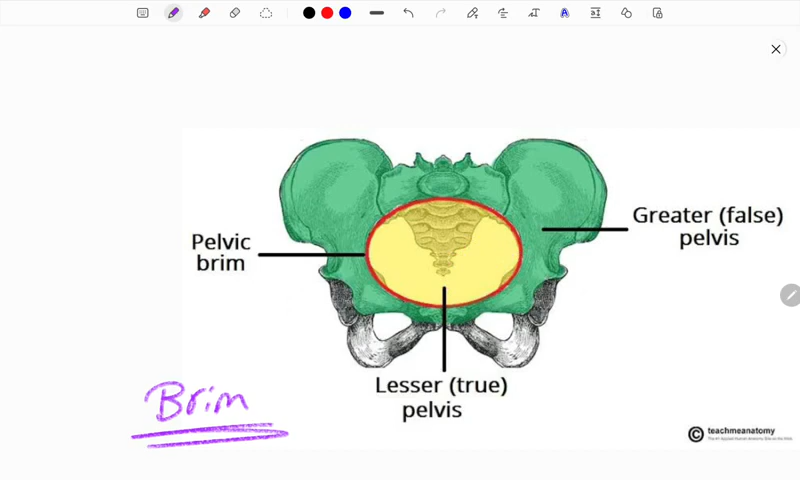 Pelvic
brim
Greater (false)
pelvis
Lesser (true)
pelvis
Brim
© teachmeanatomy